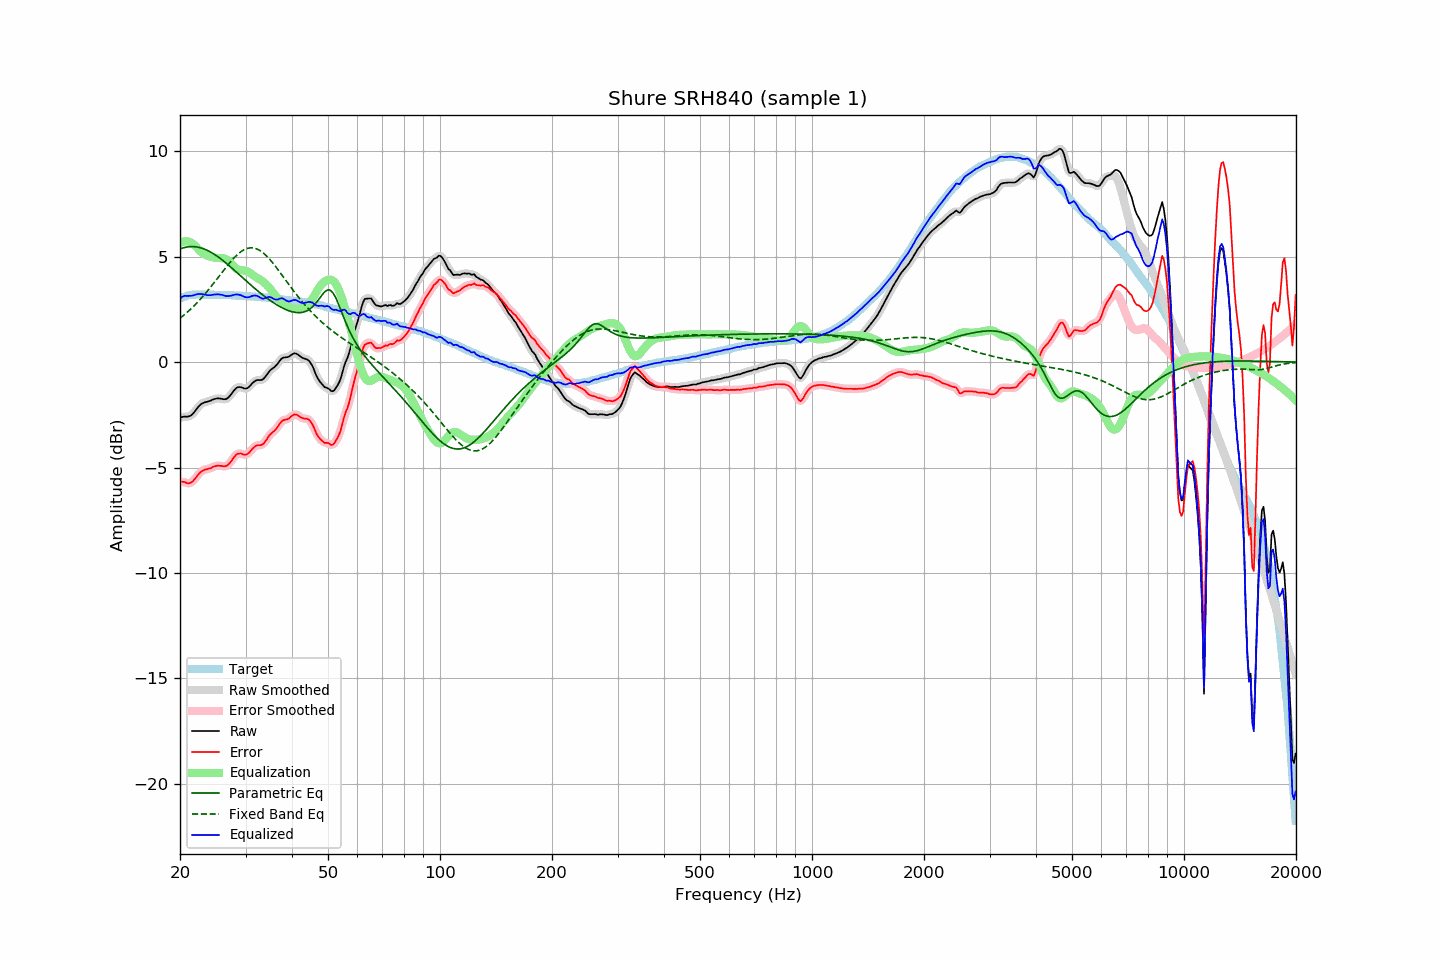 Shure SRH840 (sample 1)
10
5
0
−5
−10
−15
−20
Amplitude (dBr)
Target
Raw Smoothed
Error Smoothed
Raw
Error
Equalization
Parametric Eq
Fixed Band Eq
Equalized
20 50 100 200 500 1000 2000 5000 10000 20000
Frequency (Hz)